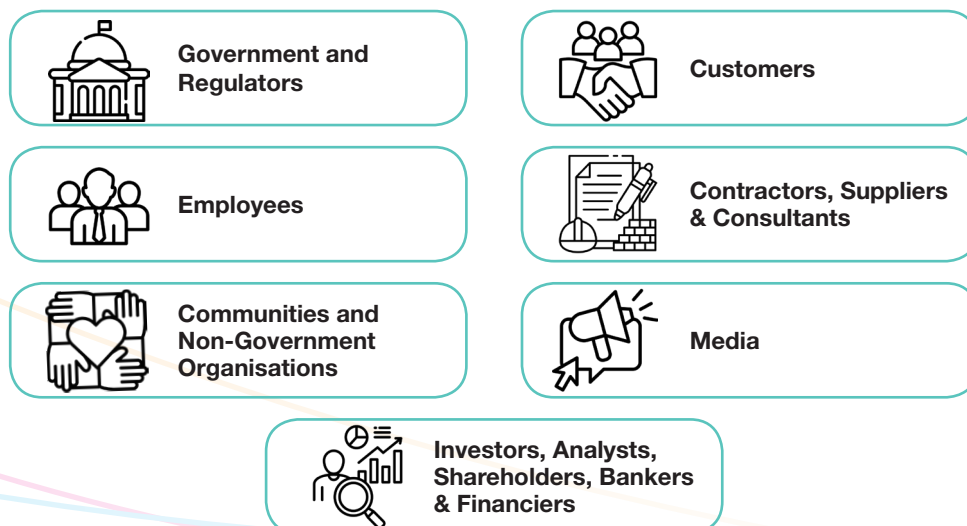 Government and
Regulators
Customers
Employees
Contractors, Suppliers
& Consultants
Communities and
Non-Government
Organisations
Media
Investors, Analysts,
Shareholders, Bankers
& Financiers